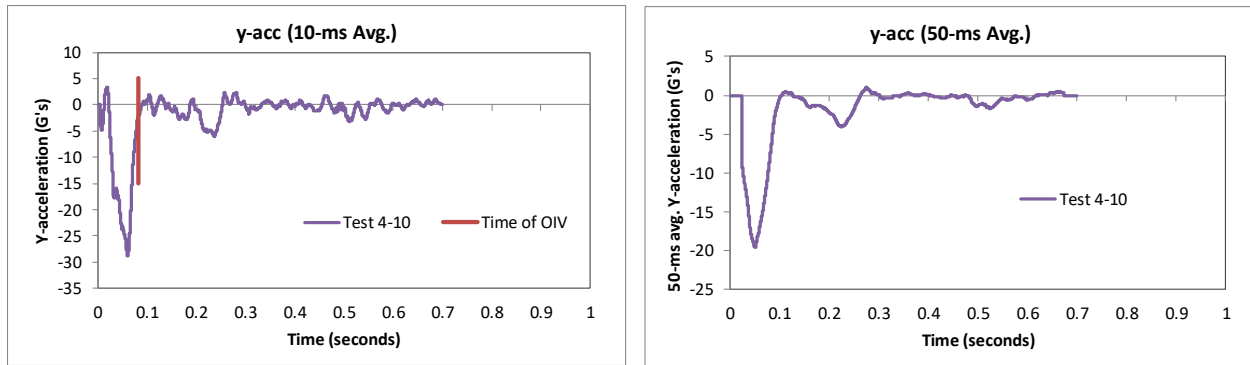 y-acc (10-ms Avg.)
Y-acceleration (G's)
10
5
0
-5
-10
-15
-20
-25
-30
-35
Test 4-10
Time of OIV
0 0.1 0.2 0.3 0.4 0.5 0.6 0.7 0.8 0.9 1
Time (seconds)
y-acc (50-ms Avg.)
50-ms avg. Y-acceleration (G's)
5
0
-5
-10
-15
-20
-25
Test 4-10
0 0.1 0.2 0.3 0.4 0.5 0.6 0.7 0.8 0.9 1
Time (seconds)